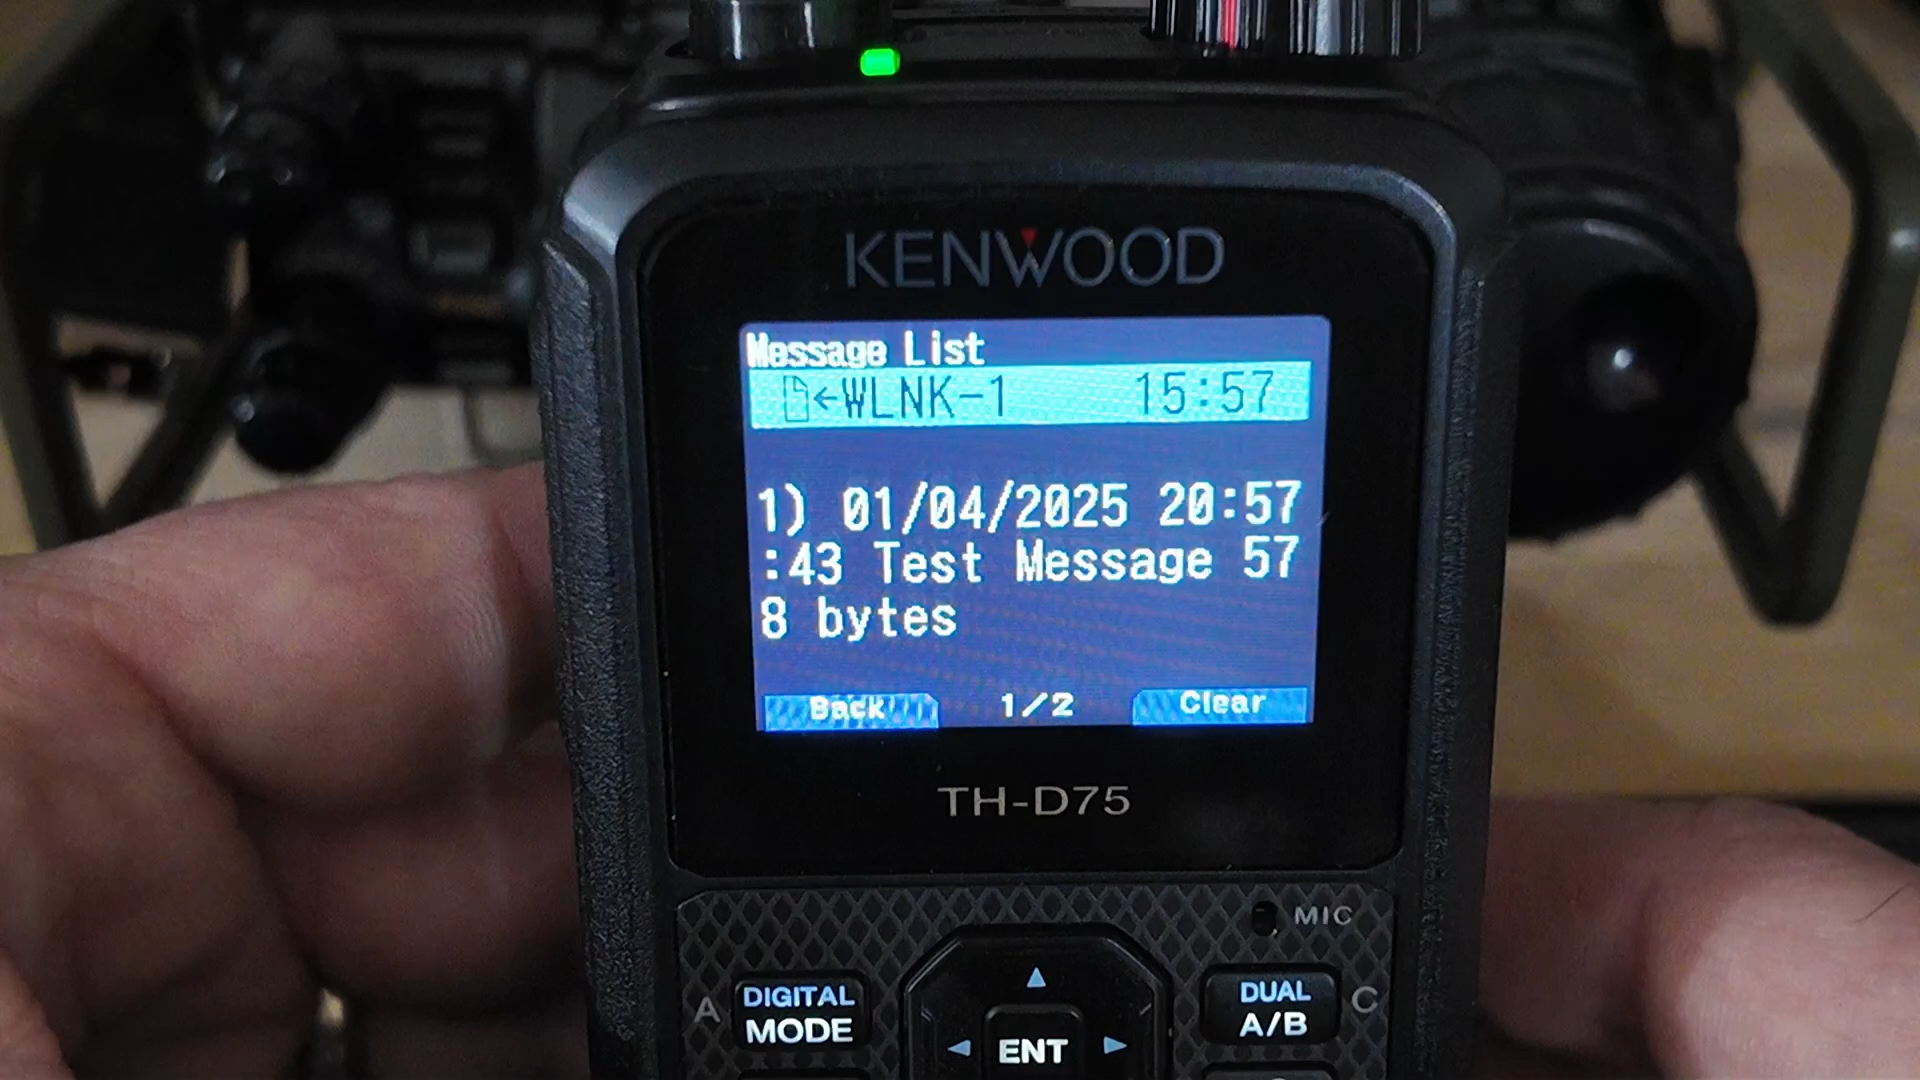 KENWOOD
Message List
←WLNK-1 15:57
1) 01/04/2025 20:57
:43 Test Message 57
8 bytes
Back 1/2 Clear
TH-D75
MIC
A DIGITAL MODE
ENT
DUAL A/B C